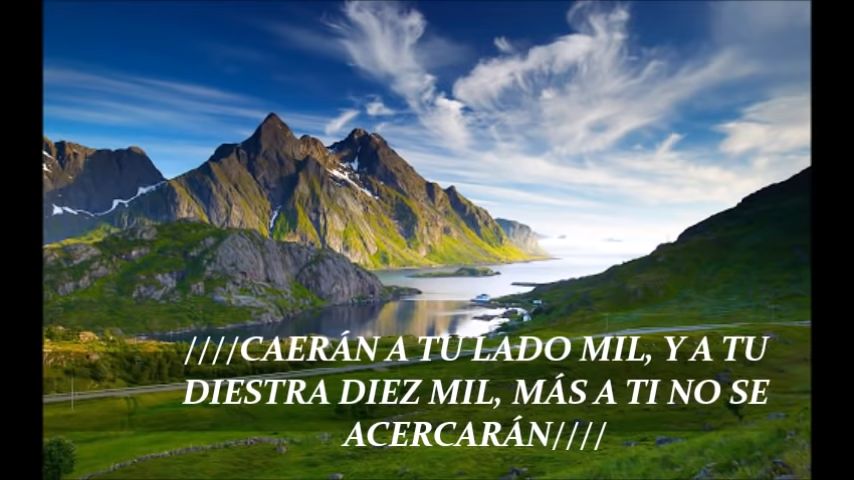 ////CAERÁN A TU LADO MIL, Y A TU
DIESTRA DIEZ MIL, MÁS A TI NO SE
ACERCARÁN////